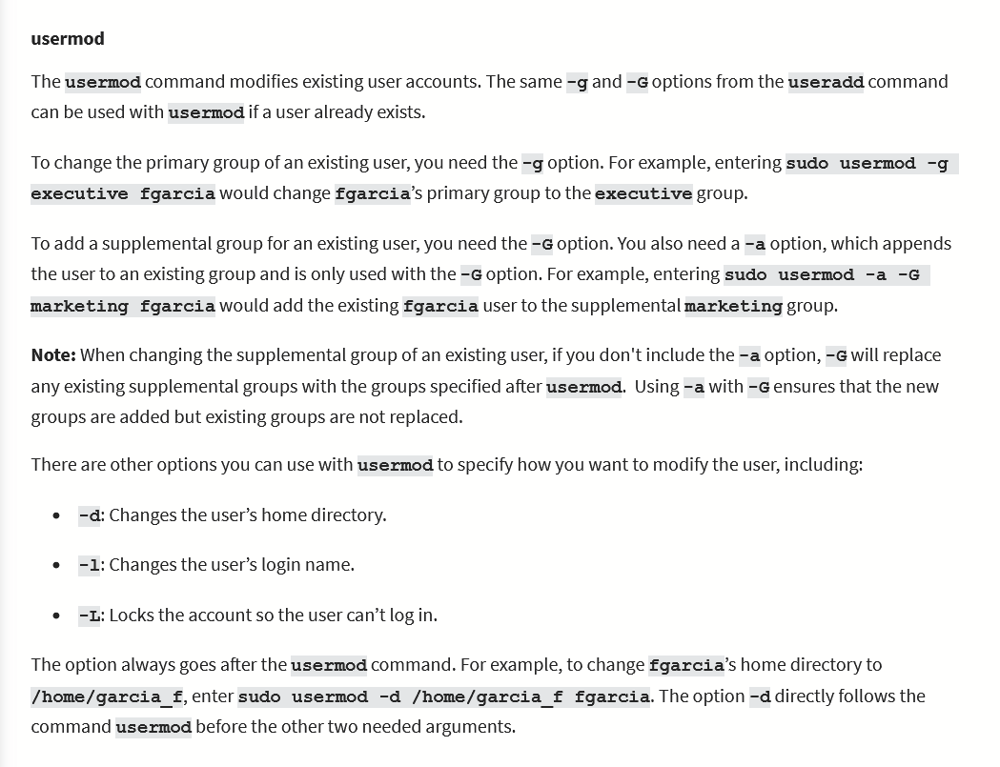 usermod
The usermod command modifies existing user accounts. The same -g and -G options from the useradd command
can be used with usermod if a user already exists.
To change the primary group of an existing user, you need the -g option. For example, entering sudo usermod -g
executive fgarcia would change fgarcia’s primary group to the executive group.
To add a supplemental group for an existing user, you need the -G option. You also need a -a option, which appends
the user to an existing group and is only used with the -G option. For example, entering sudo usermod -a -G
marketing fgarcia would add the existing fgarcia user to the supplemental marketing group.
Note: When changing the supplemental group of an existing user, if you don't include the -a option, -G will replace
any existing supplemental groups with the groups specified after usermod. Using -a with -G ensures that the new
groups are added but existing groups are not replaced.
There are other options you can use with usermod to specify how you want to modify the user, including:
• -d: Changes the user’s home directory.
• -l: Changes the user’s login name.
• -L: Locks the account so the user can’t log in.
The option always goes after the usermod command. For example, to change fgarcia’s home directory to
/home/garcia_f, enter sudo usermod -d /home/garcia_f fgarcia. The option -d directly follows the
command usermod before the other two needed arguments.